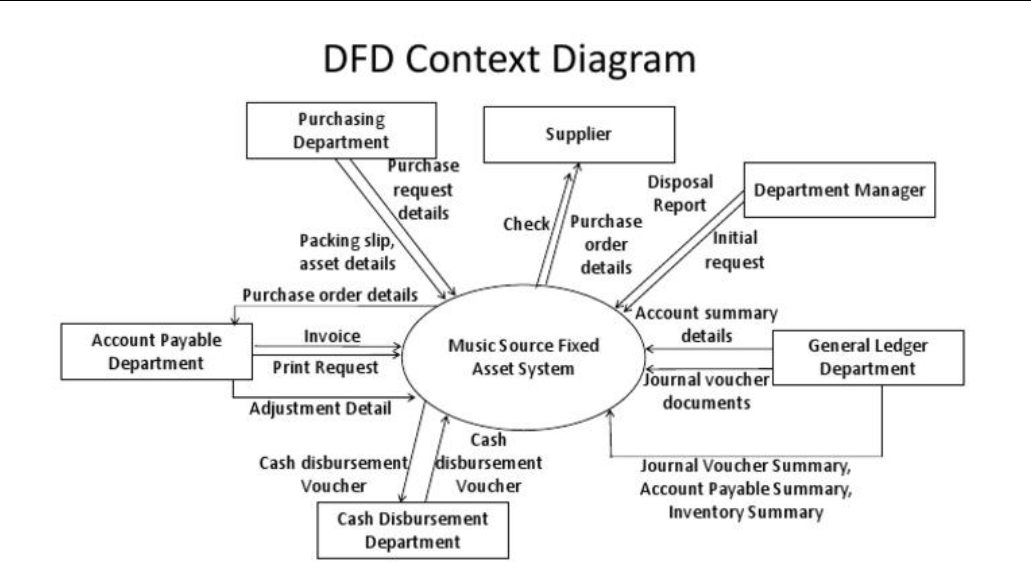 DFD Context Diagram
Purchasing
Department
Supplier
Department Manager
Purchase
request
details
Disposal
Report
Check
Purchase
order
details
Initial
request
Packing slip,
asset details
Purchase order details
Account Payable
Department
Invoice
Print Request
Adjustment Detail
Music Source Fixed
Asset System
Account summary
details
General Ledger
Department
Journal voucher
documents
Cash disbursement
Voucher
Cash
disbursement
Voucher
Journal Voucher Summary,
Account Payable Summary,
Inventory Summary
Cash Disbursement
Department